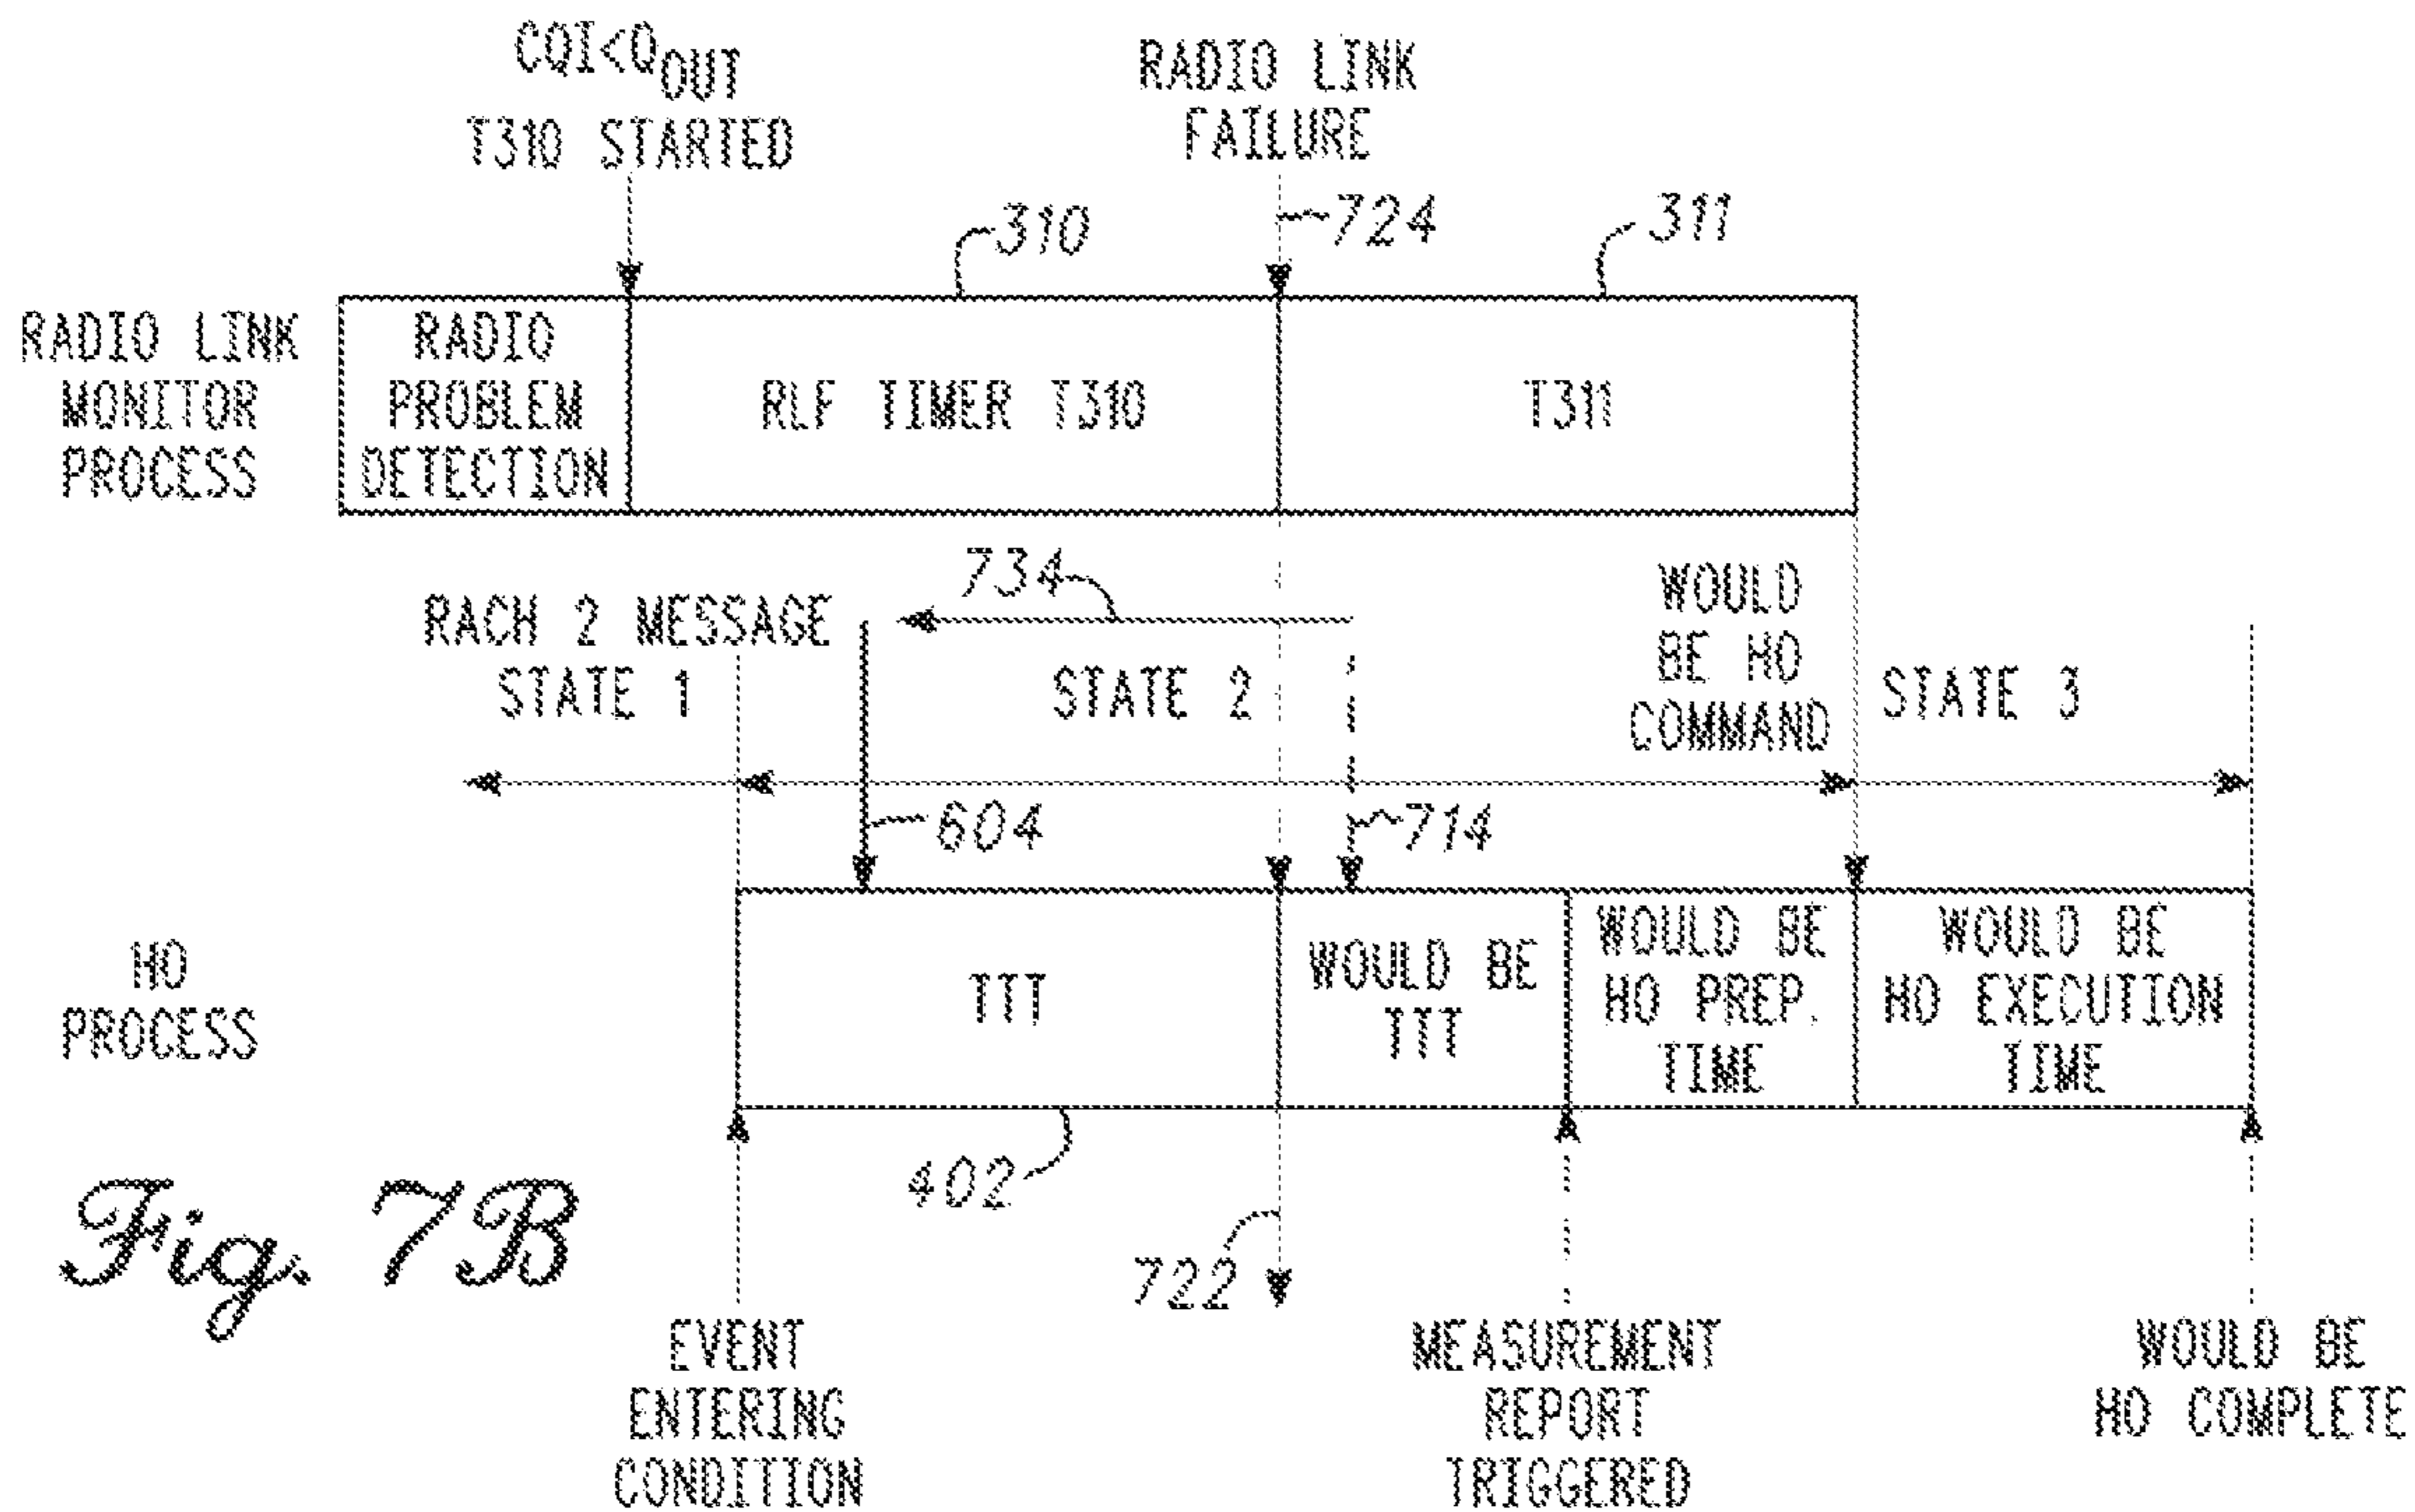 CQI<QOUT
T310 STARTED
RADIO LINK
FAILURE
310
724
311
RADIO LINK
MONITOR
PROCESS
RADIO
PROBLEM
DETECTION
RLF TIMER T310
T311
734
RACH 2 MESSAGE
STATE 1
STATE 2
WOULD
BE HO
COMMAND
STATE 3
604
714
HO
PROCESS
TTT
WOULD BE
TTT
WOULD BE
HO PREP.
TIME
WOULD BE
HO EXECUTION
TIME
402
722
Fig. 7B
EVENT
ENTERING
CONDITION
MEASUREMENT
REPORT
TRIGGERED
WOULD BE
HO COMPLETE